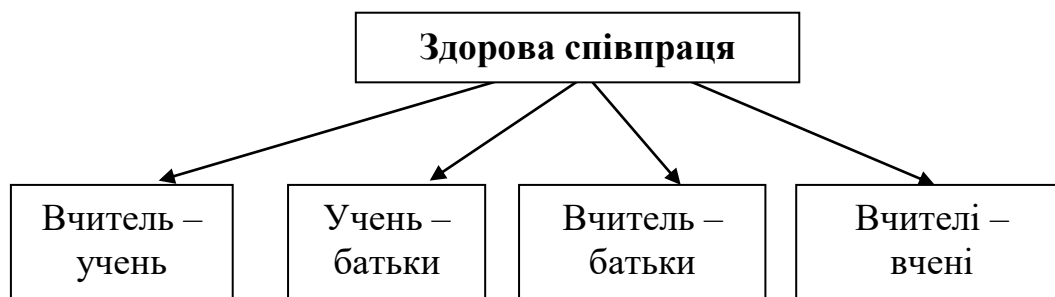 Здорова співпраця
Вчитель –
учень
Учень –
батьки
Вчитель –
батьки
Вчителі –
вчені